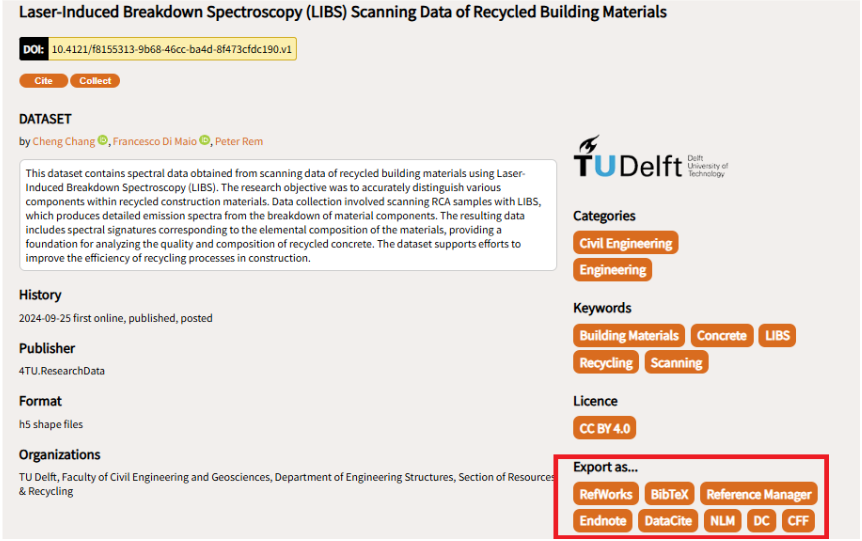 Laser-Induced Breakdown Spectroscopy (LIBS) Scanning Data of Recycled Building Materials
DOI: 10.4121/f8155313-9b68-46cc-ba4d-8f473cfdc190.v1
Cite Collect
DATASET
by Cheng Chang iD, Francesco Di Maio iD, Peter Rem
This dataset contains spectral data obtained from scanning data of recycled building materials using Laser-
Induced Breakdown Spectroscopy (LIBS). The research objective was to accurately distinguish various
components within recycled construction materials. Data collection involved scanning RCA samples with LIBS,
which produces detailed emission spectra from the breakdown of material components. The resulting data
includes spectral signatures corresponding to the elemental composition of the materials, providing a
foundation for analyzing the quality and composition of recycled concrete. The dataset supports efforts to
improve the efficiency of recycling processes in construction.
History
2024-09-25 first online, published, posted
Publisher
4TU.ResearchData
Format
h5 shape files
Organizations
TU Delft, Faculty of Civil Engineering and Geosciences, Department of Engineering Structures, Section of Resources
& Recycling
TUDelft
Delft
University of
Technology
Categories
Civil Engineering
Engineering
Keywords
Building Materials Concrete LIBS
Recycling Scanning
Licence
CC BY 4.0
Export as...
RefWorks BibTeX Reference Manager
Endnote DataCite NLM DC CFF